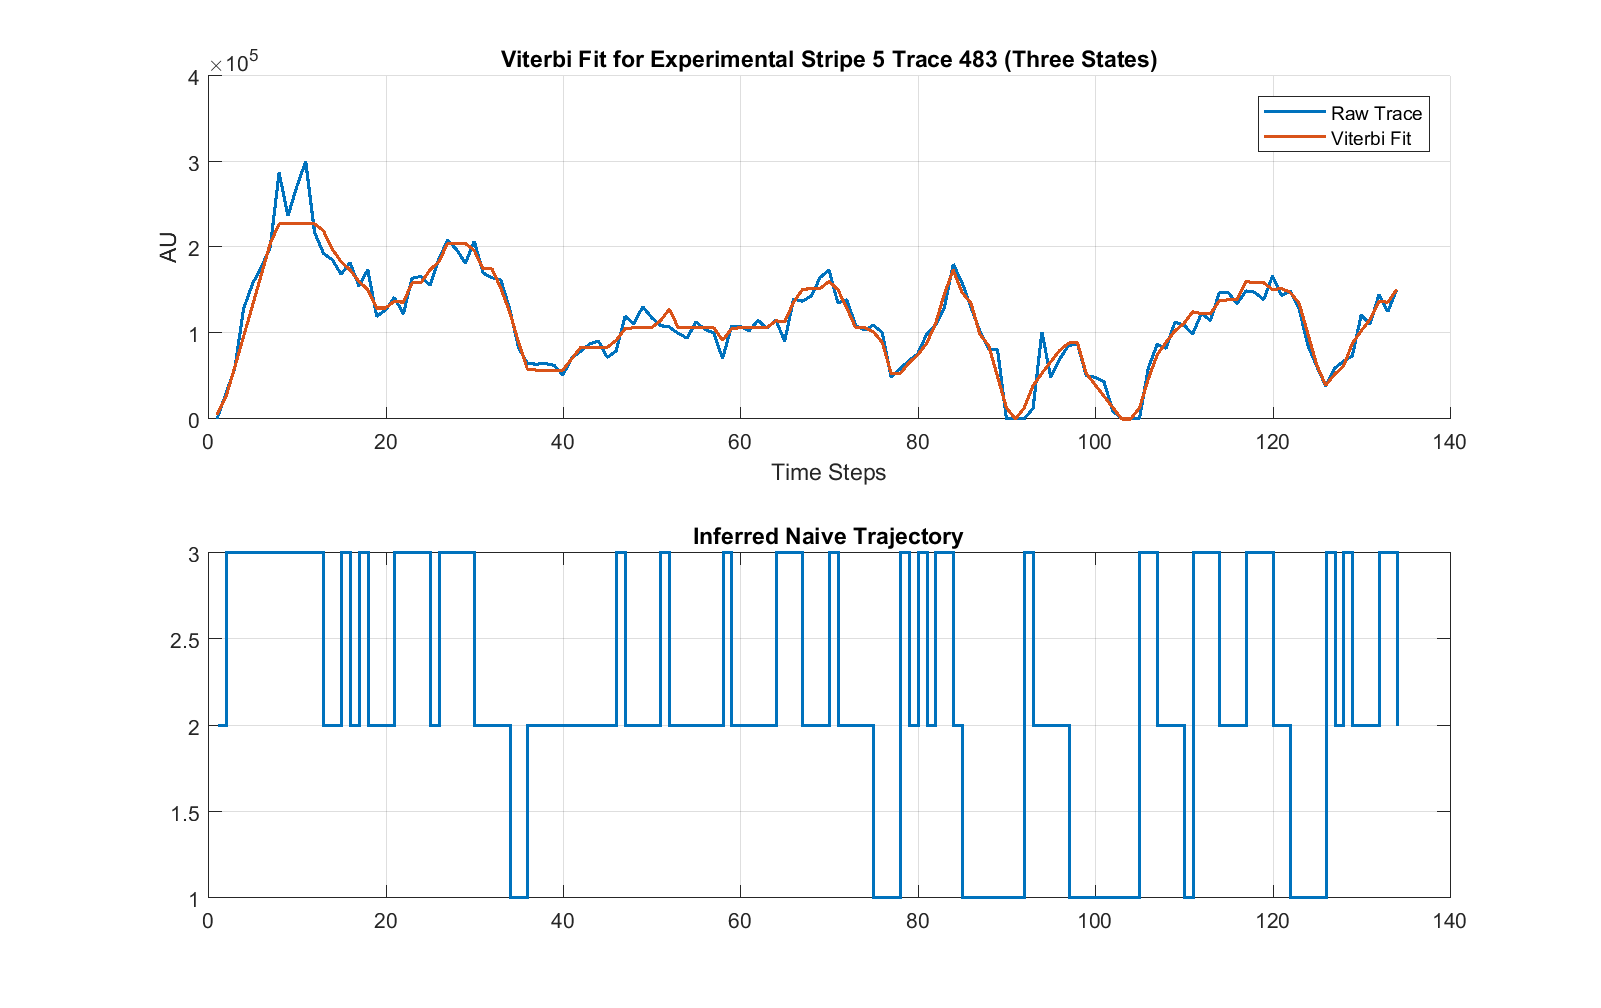 Viterbi Fit for Experimental Stripe 5 Trace 483 (Three States)
×10⁵
4
3
2
1
0
AU
Raw Trace
Viterbi Fit
0 20 40 60 80 100 120 140
Time Steps
Inferred Naive Trajectory
3
2.5
2
1.5
1
0 20 40 60 80 100 120 140